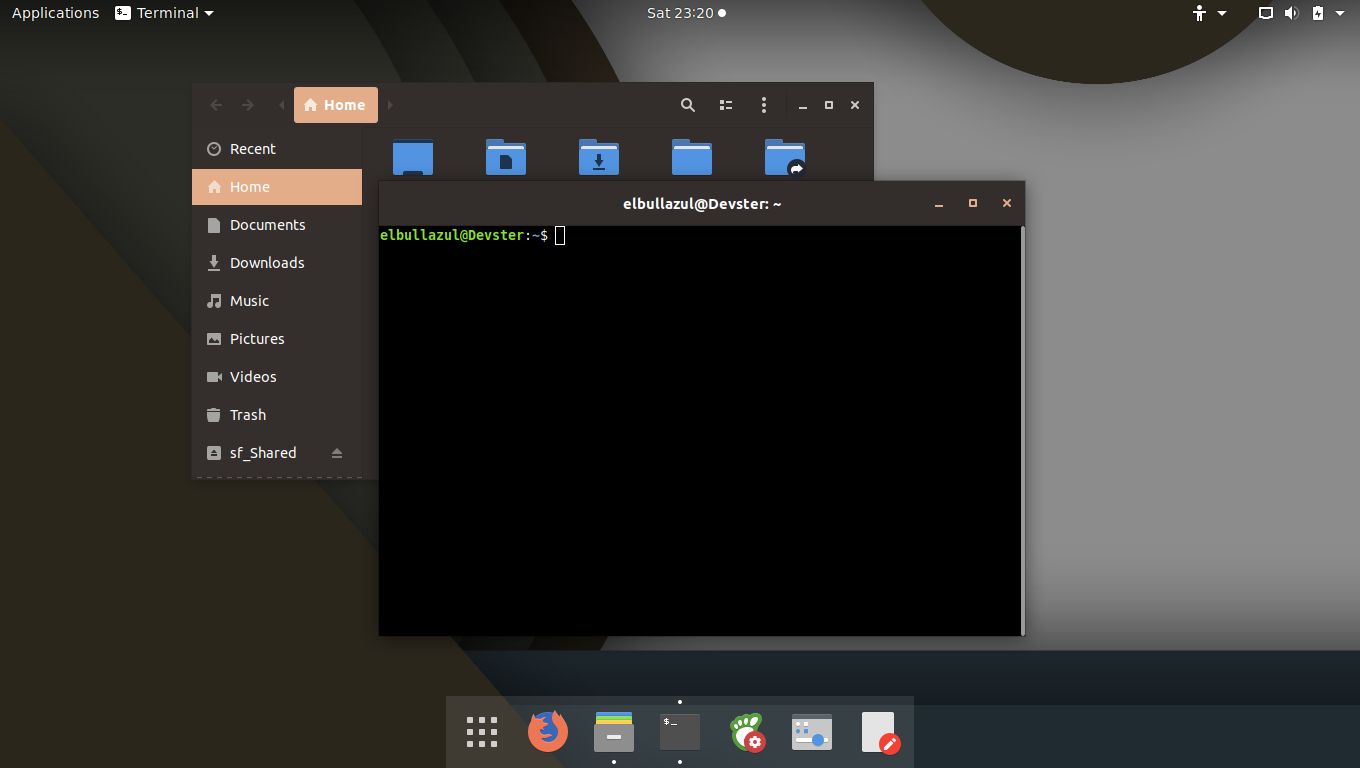 Applications Terminal Sat 23:20
Home
Recent
Home
Documents
Downloads
Music
Pictures
Videos
Trash
sf_Shared
elbullazul@Devster: ~
elbullazul@Devster:~$
$_